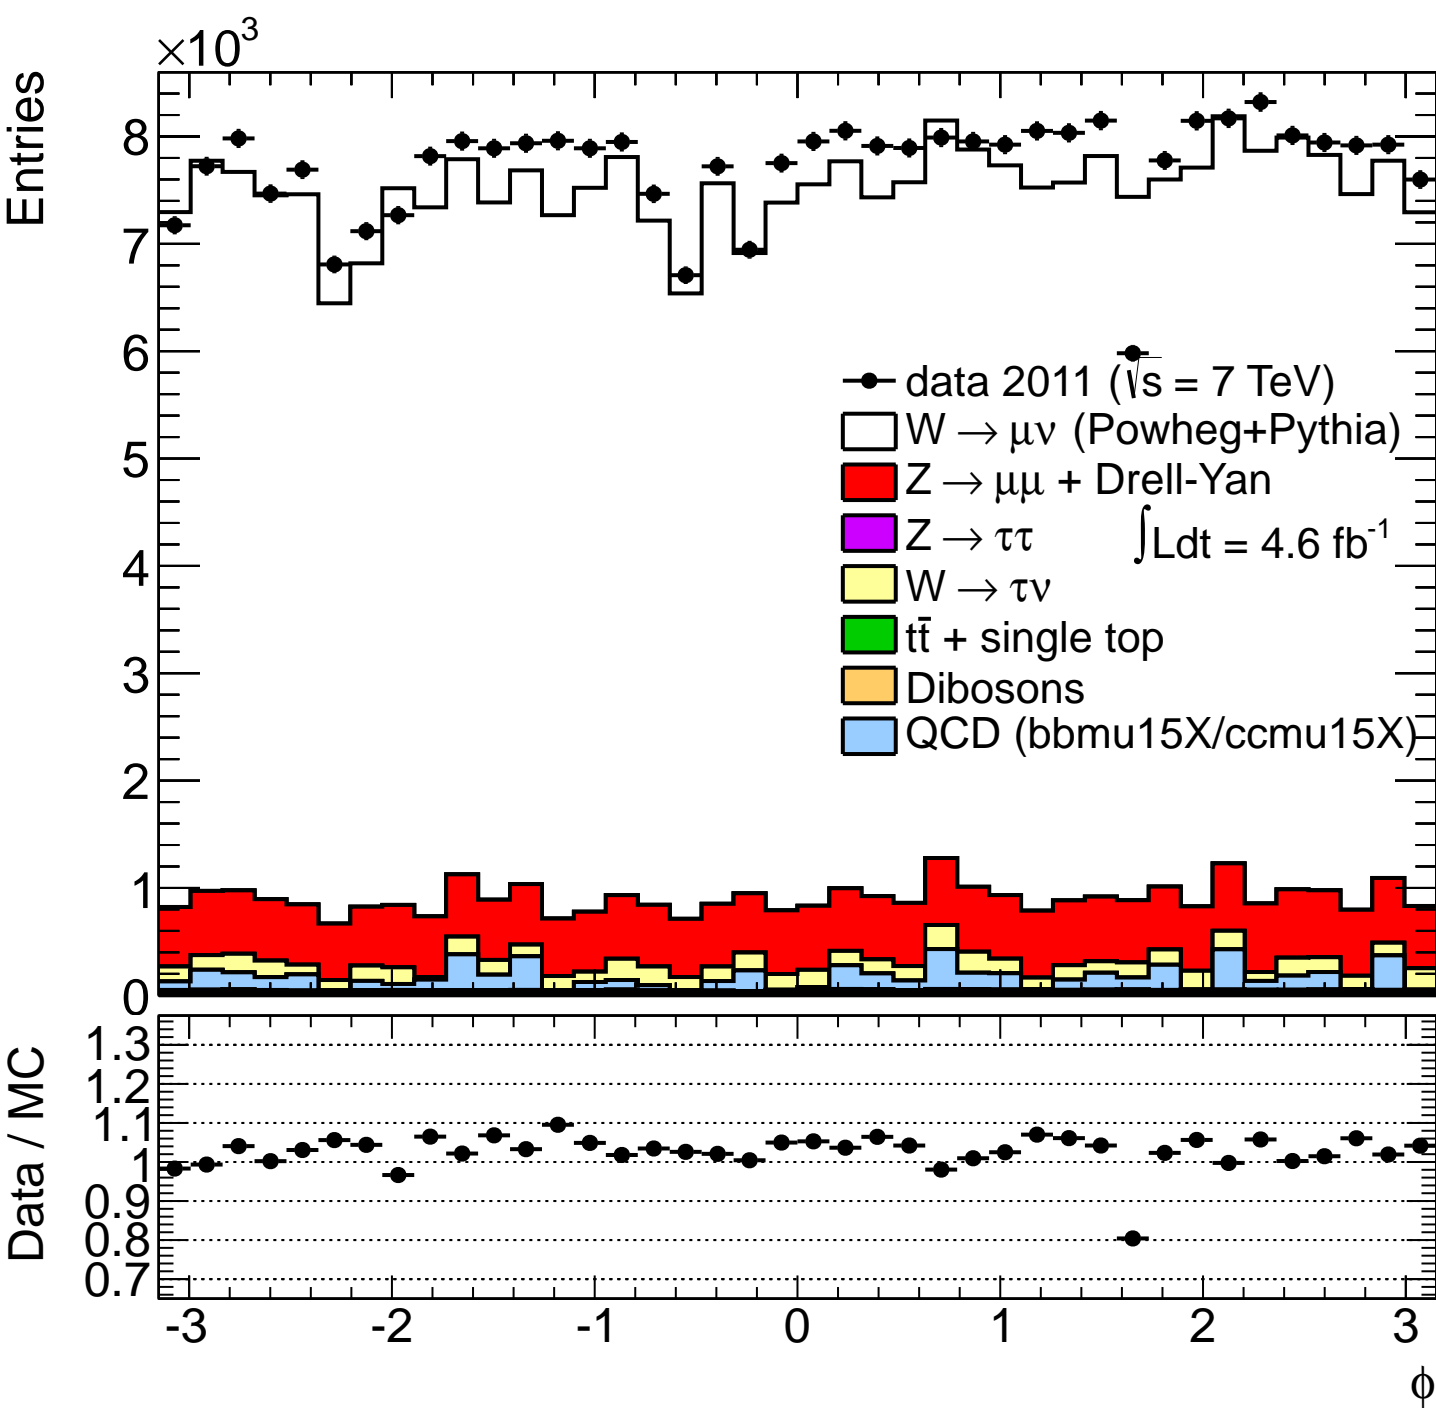 ×10³
Entries
8
7
6
5
4
3
2
1
0
data 2011 (√s = 7 TeV)
W → μν (Powheg+Pythia)
Z → μμ + Drell-Yan
Z → ττ
∫Ldt = 4.6 fb⁻¹
W → τν
tt̄ + single top
Dibosons
QCD (bbmu15X/ccmu15X)
Data / MC
1.3
1.2
1.1
1
0.9
0.8
0.7
-3 -2 -1 0 1 2 3
ϕ